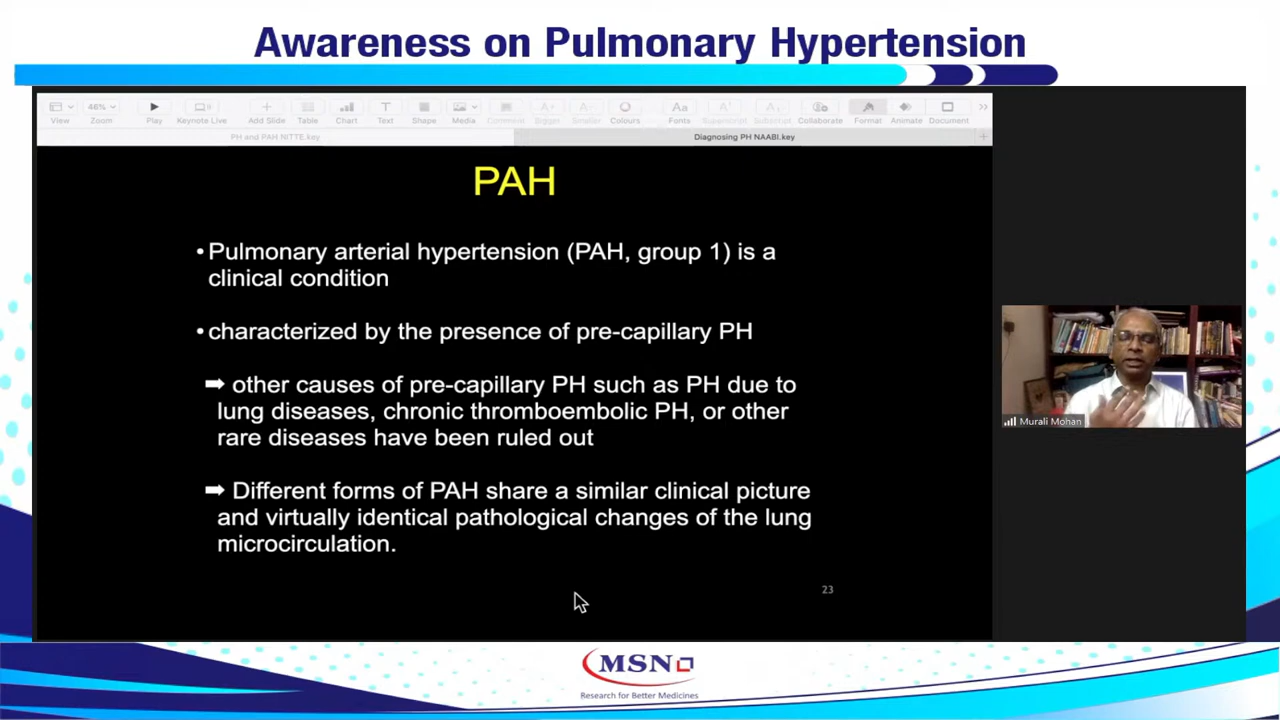 Awareness on Pulmonary Hypertension
46%
View Zoom Play Keynote Live Add Slide Table Chart Text Shape Media Comment Bigger Smaller Colours Fonts Superscript Subscript Collaborate Format Animate Document
PH and PAH NITTE.key Diagnosing PH NAABI.key
PAH
• Pulmonary arterial hypertension (PAH, group 1) is a
clinical condition
• characterized by the presence of pre-capillary PH
➡ other causes of pre-capillary PH such as PH due to
lung diseases, chronic thromboembolic PH, or other
rare diseases have been ruled out
➡ Different forms of PAH share a similar clinical picture
and virtually identical pathological changes of the lung
microcirculation.
23
Murali Mohan
MSN
Research for Better Medicines